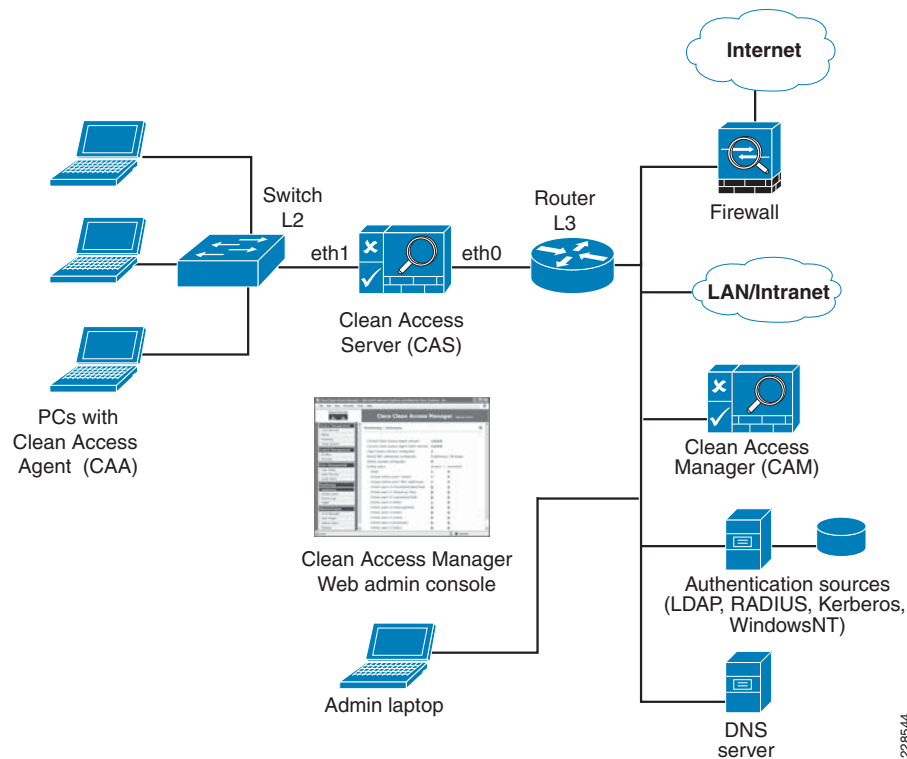 Internet
Firewall
Switch
L2
Router
L3
eth1
eth0
LAN/Intranet
Clean Access
Server (CAS)
PCs with
Clean Access
Agent (CAA)
Cisco Clean Access Manager
Clean Access
Manager (CAM)
Clean Access Manager
Web admin console
Authentication sources
(LDAP, RADIUS, Kerberos,
WindowsNT)
Admin laptop
DNS
server
228544